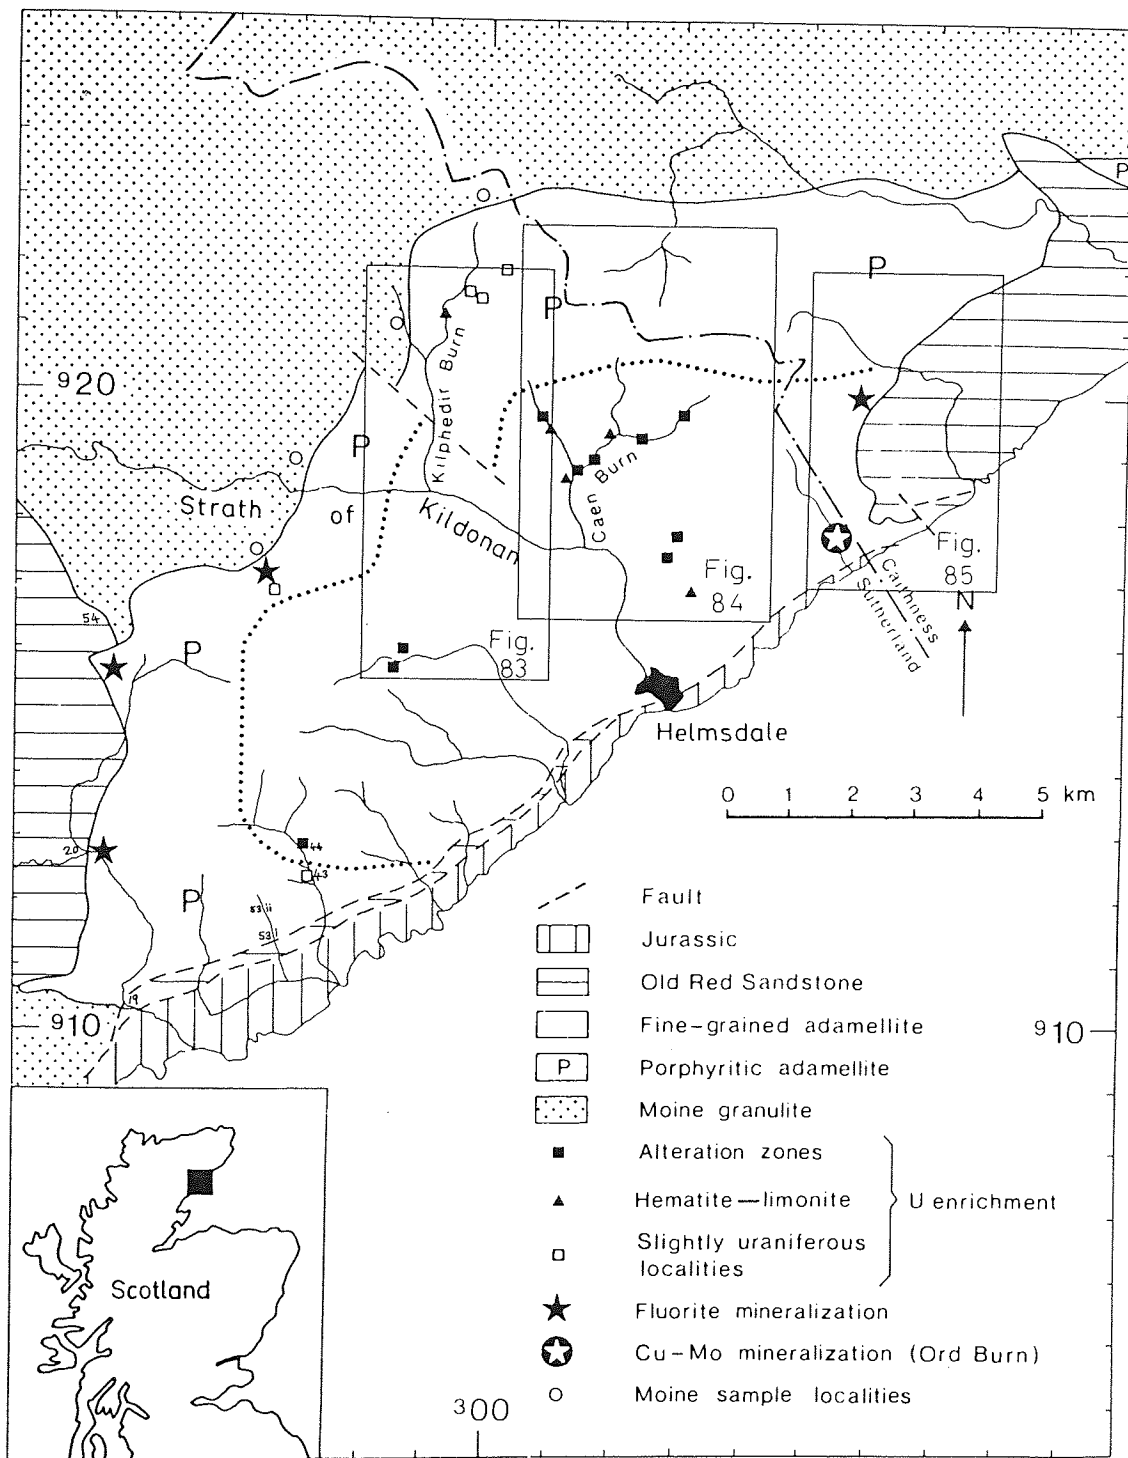 P
P
P
920
Kilphedir Burn
P
Strath
of
Kildonan
Caen Burn
Fig.
84
Fig.
85
Caithness
Sutherland
N
54
P
Fig.
83
Helmsdale
0 1 2 3 4 5 km
44
20
43
P
53 ii
53 i
19
910
910
Fault
Jurassic
Old Red Sandstone
Fine-grained adamellite
P
Porphyritic adamellite
Moine granulite
Alteration zones
Hematite—limonite
U enrichment
Slightly uraniferous
localities
Fluorite mineralization
Cu-Mo mineralization (Ord Burn)
Moine sample localities
Scotland
300